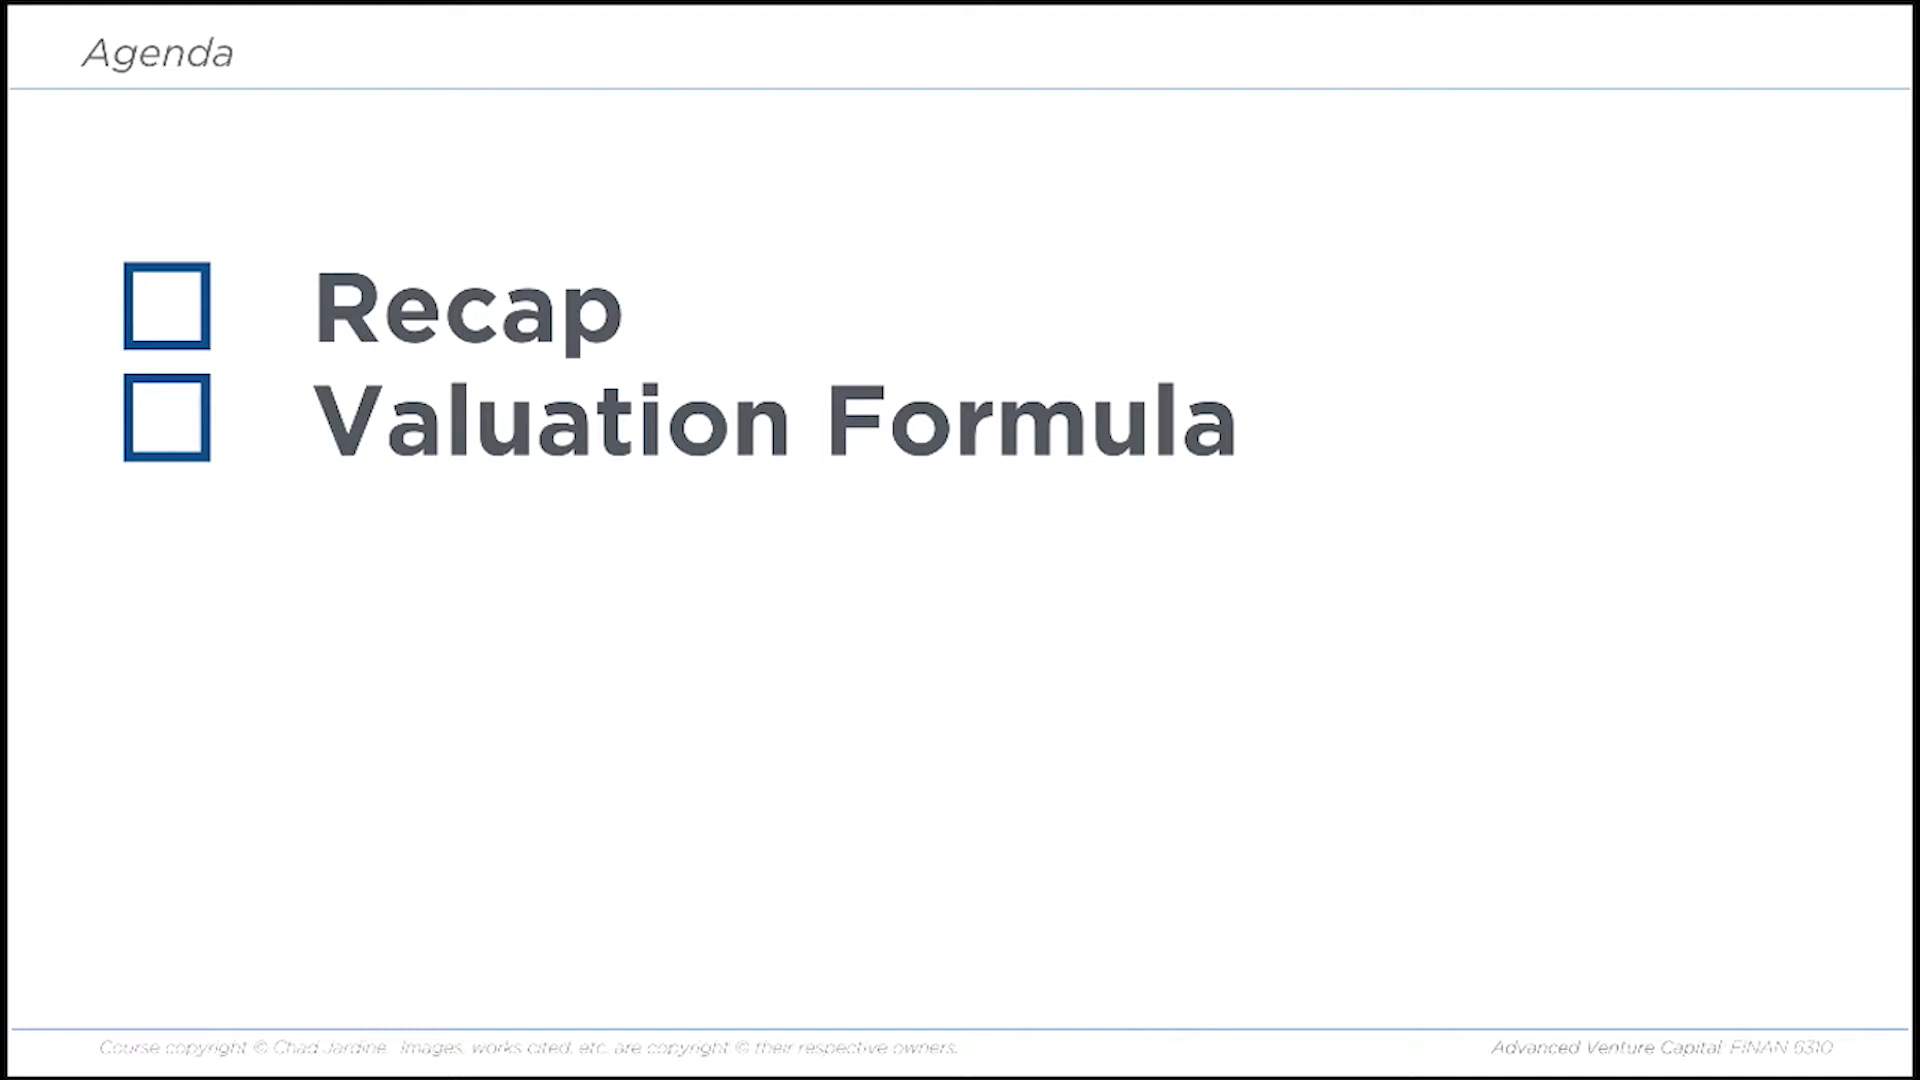 Agenda
Recap
Valuation Formula
Course copyright © Chad Jardine. Images, works cited, etc. are copyright © their respective owners.
Advanced Venture Capital FINAN 6310